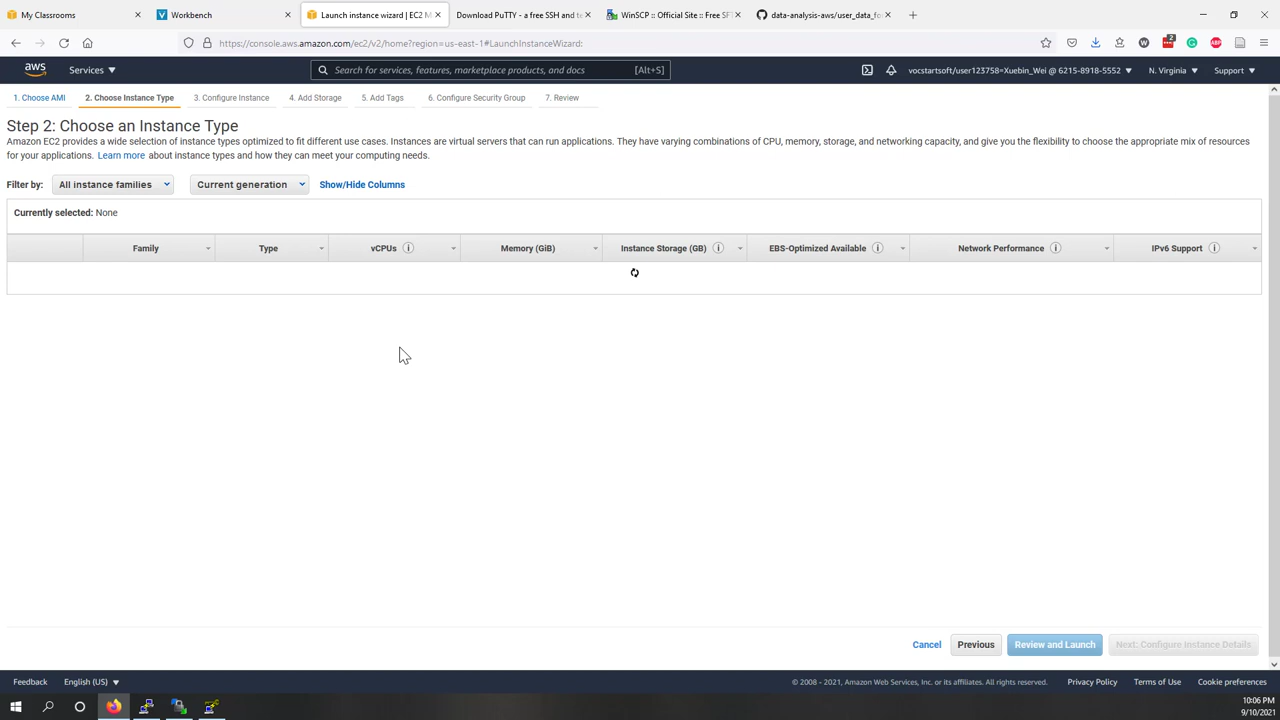 My Classrooms
Workbench
Launch instance wizard | EC2 M
Download PuTTY - a free SSH and te
WinSCP :: Official Site :: Free SF
data-analysis-aws/user_data_fo
https://console.aws.amazon.com/ec2/v2/home?region=us-east-1#LaunchInstanceWizard:
2
ABP
aws
Services
Search for services, features, marketplace products, and docs
[Alt+S]
vocstartsoft/user123758=Xuebin_Wei @ 6215-8918-5552
N. Virginia
Support
1. Choose AMI
2. Choose Instance Type
3. Configure Instance
4. Add Storage
5. Add Tags
6. Configure Security Group
7. Review
Step 2: Choose an Instance Type
Amazon EC2 provides a wide selection of instance types optimized to fit different use cases. Instances are virtual servers that can run applications. They have varying combinations of CPU, memory, storage, and networking capacity, and give you the flexibility to choose the appropriate mix of resources
for your applications. Learn more about instance types and how they can meet your computing needs.
Filter by:
All instance families
Current generation
Show/Hide Columns
Currently selected: None
Family
Type
vCPUs
Memory (GiB)
Instance Storage (GB)
EBS-Optimized Available
Network Performance
IPv6 Support
Cancel
Previous
Review and Launch
Next: Configure Instance Details
Feedback
English (US)
© 2008 - 2021, Amazon Web Services, Inc. or its affiliates. All rights reserved.
Privacy Policy
Terms of Use
Cookie preferences
10:06 PM
9/10/2021